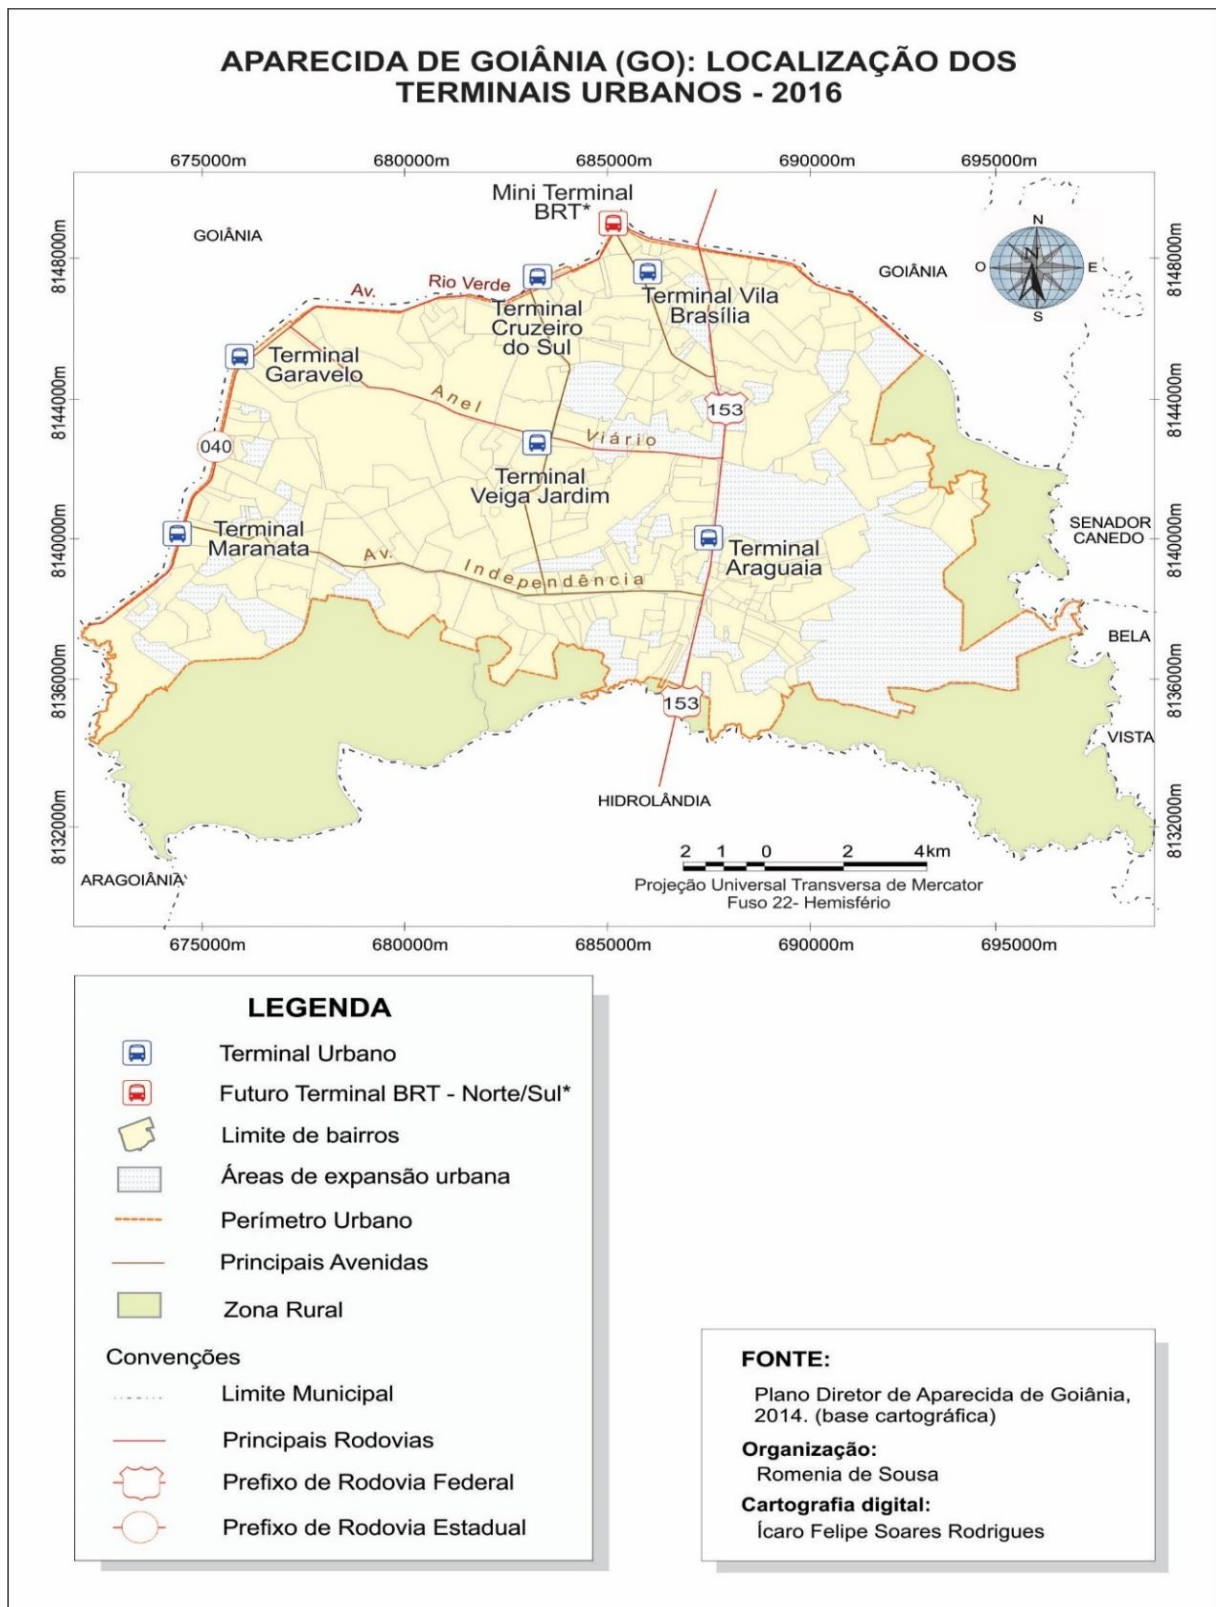 APARECIDA DE GOIÂNIA (GO): LOCALIZAÇÃO DOS
TERMINAIS URBANOS - 2016
675000m
680000m
685000m
690000m
695000m
Mini Terminal
BRT*
GOIÂNIA
GOIÂNIA
N
N
O
E
S
8148000m
8148000m
Av.
Rio Verde
Terminal
Cruzeiro
do Sul
Terminal Vila
Brasília
Terminal
Garavelo
Anel
Viário
153
8144000m
8144000m
040
Terminal
Veiga Jardim
Terminal
Maranata
Av.
Independência
Terminal
Araguaia
SENADOR
CANEDO
8140000m
8140000m
BELA
VISTA
8136000m
8136000m
153
HIDROLÂNDIA
8132000m
8132000m
ARAGOIÂNIA
2 1 0 2 4km
Projeção Universal Transversa de Mercator
Fuso 22- Hemisfério
675000m
680000m
685000m
690000m
695000m
LEGENDA
Terminal Urbano
Futuro Terminal BRT - Norte/Sul*
Limite de bairros
Áreas de expansão urbana
Perímetro Urbano
Principais Avenidas
Zona Rural
Convenções
Limite Municipal
Principais Rodovias
Prefixo de Rodovia Federal
Prefixo de Rodovia Estadual
FONTE:
Plano Diretor de Aparecida de Goiânia,
2014. (base cartográfica)
Organização:
Romenia de Sousa
Cartografia digital:
Ícaro Felipe Soares Rodrigues